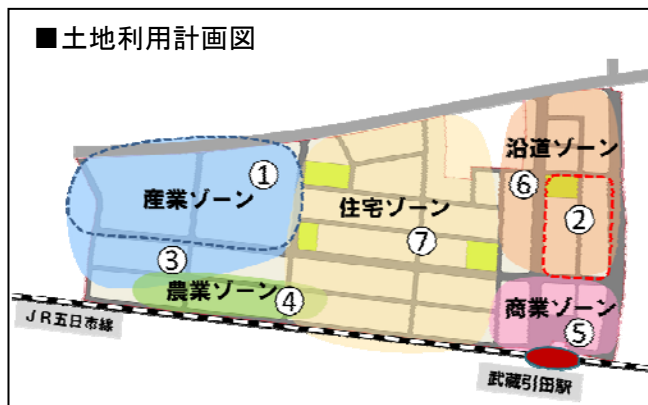 ■土地利用計画図
沿道ゾーン
①
産業ゾーン
住宅ゾーン
⑥
②
⑦
③
農業ゾーン
④
商業ゾーン
⑤
JR五日市線
武蔵引田駅